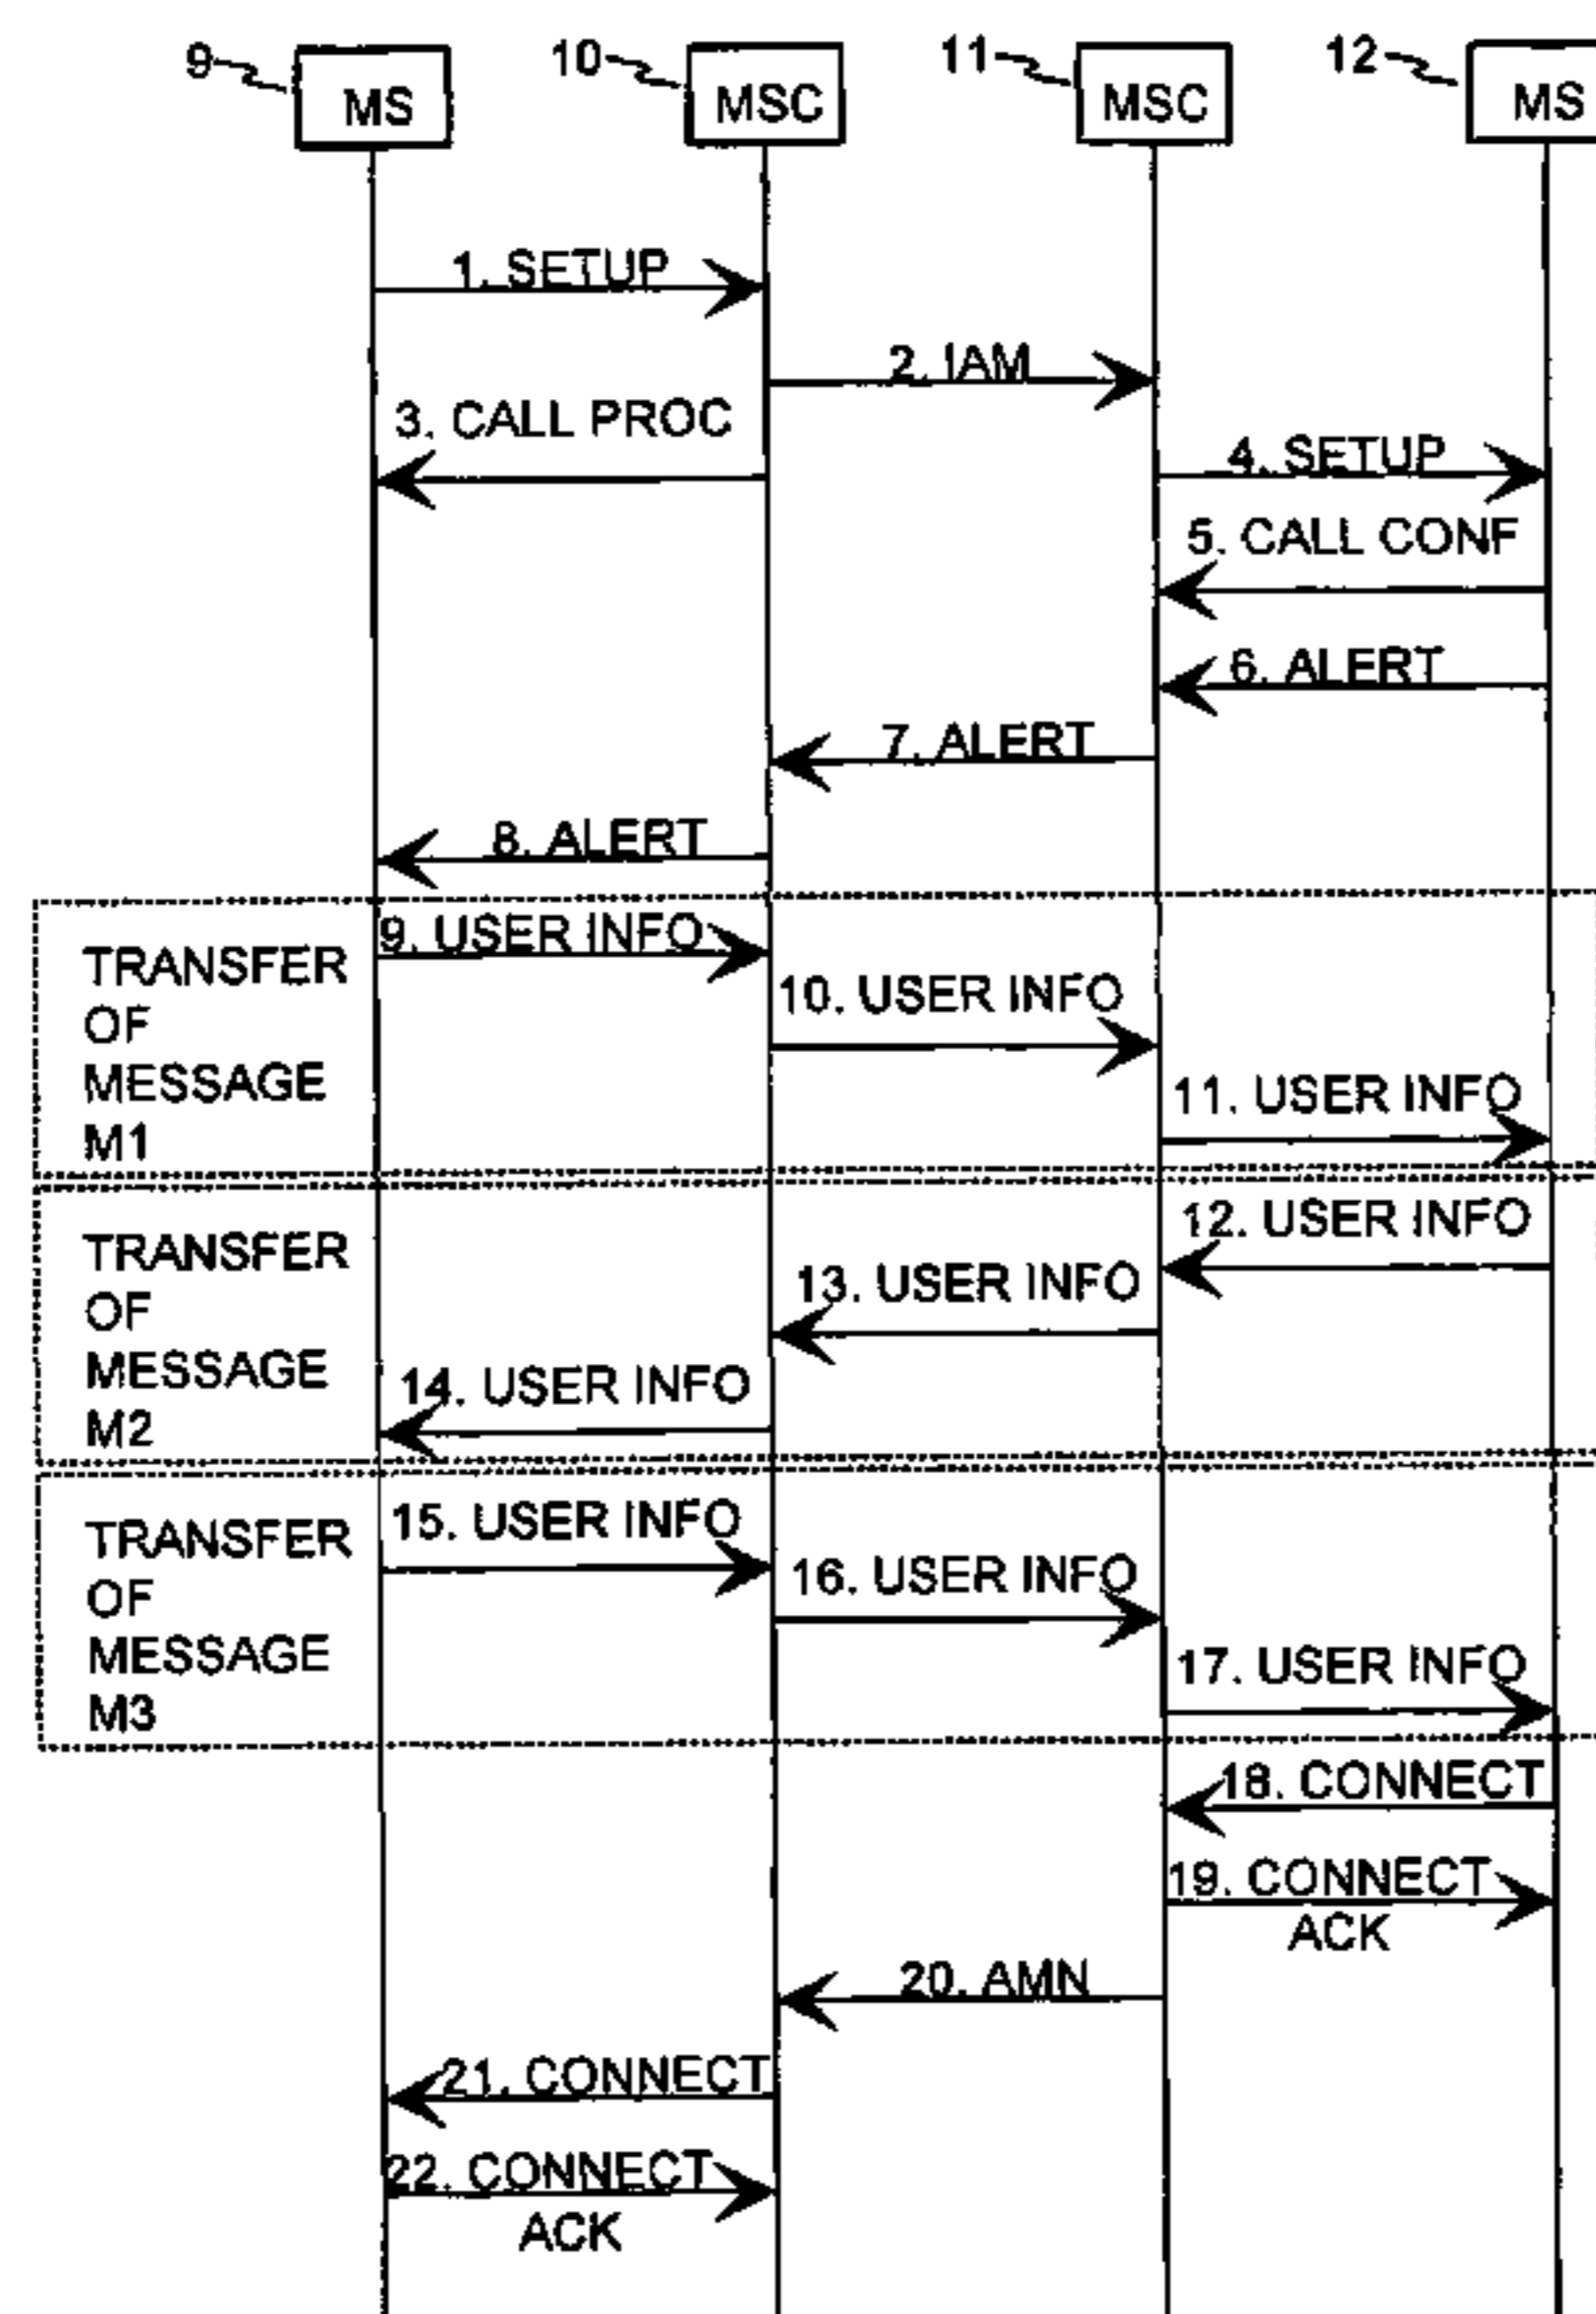 9
10
11
12
MS
MSC
MSC
MS
1. SETUP
2. IAM
3. CALL PROC
4. SETUP
5. CALL CONF
6. ALERT
7. ALERT
8. ALERT
TRANSFER
OF
MESSAGE
M1
9. USER INFO
10. USER INFO
11. USER INFO
TRANSFER
OF
MESSAGE
M2
12. USER INFO
13. USER INFO
14. USER INFO
TRANSFER
OF
MESSAGE
M3
15. USER INFO
16. USER INFO
17. USER INFO
18. CONNECT
19. CONNECT
ACK
20. AMN
21. CONNECT
22. CONNECT
ACK